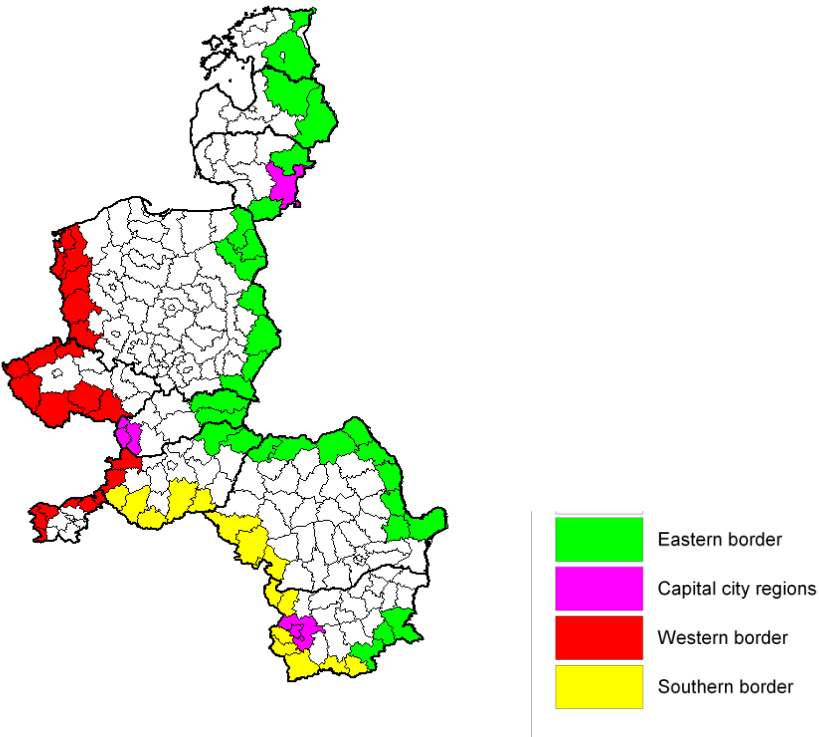 Eastern border
Capital city regions
Western border
Southern border